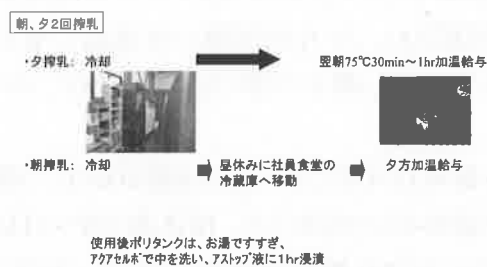 朝、夕2回搾乳
・夕搾乳: 冷却
翌朝75℃30min～1hr加温給与
・朝搾乳: 冷却
昼休みに社員食堂の
冷蔵庫へ移動
夕方加温給与
使用後ポリタンクは、お湯ですすぎ、
アクアセルボで中を洗い、アストップ液に1hr浸漬